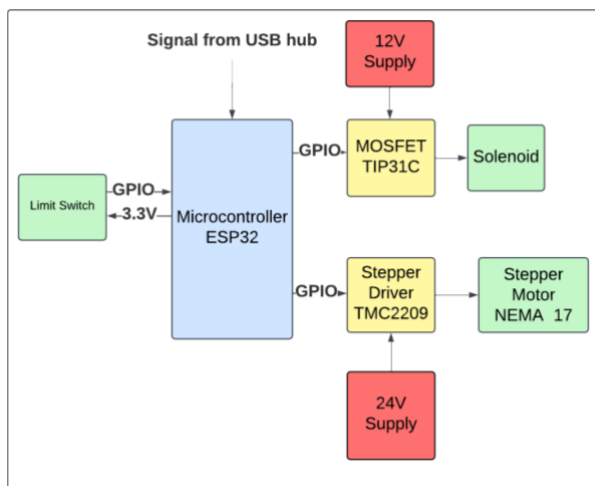 Signal from USB hub
12V
Supply
GPIO
MOSFET
TIP31C
Solenoid
Limit Switch
GPIO
3.3V
Microcontroller
ESP32
GPIO
Stepper
Driver
TMC2209
Stepper
Motor
NEMA 17
24V
Supply